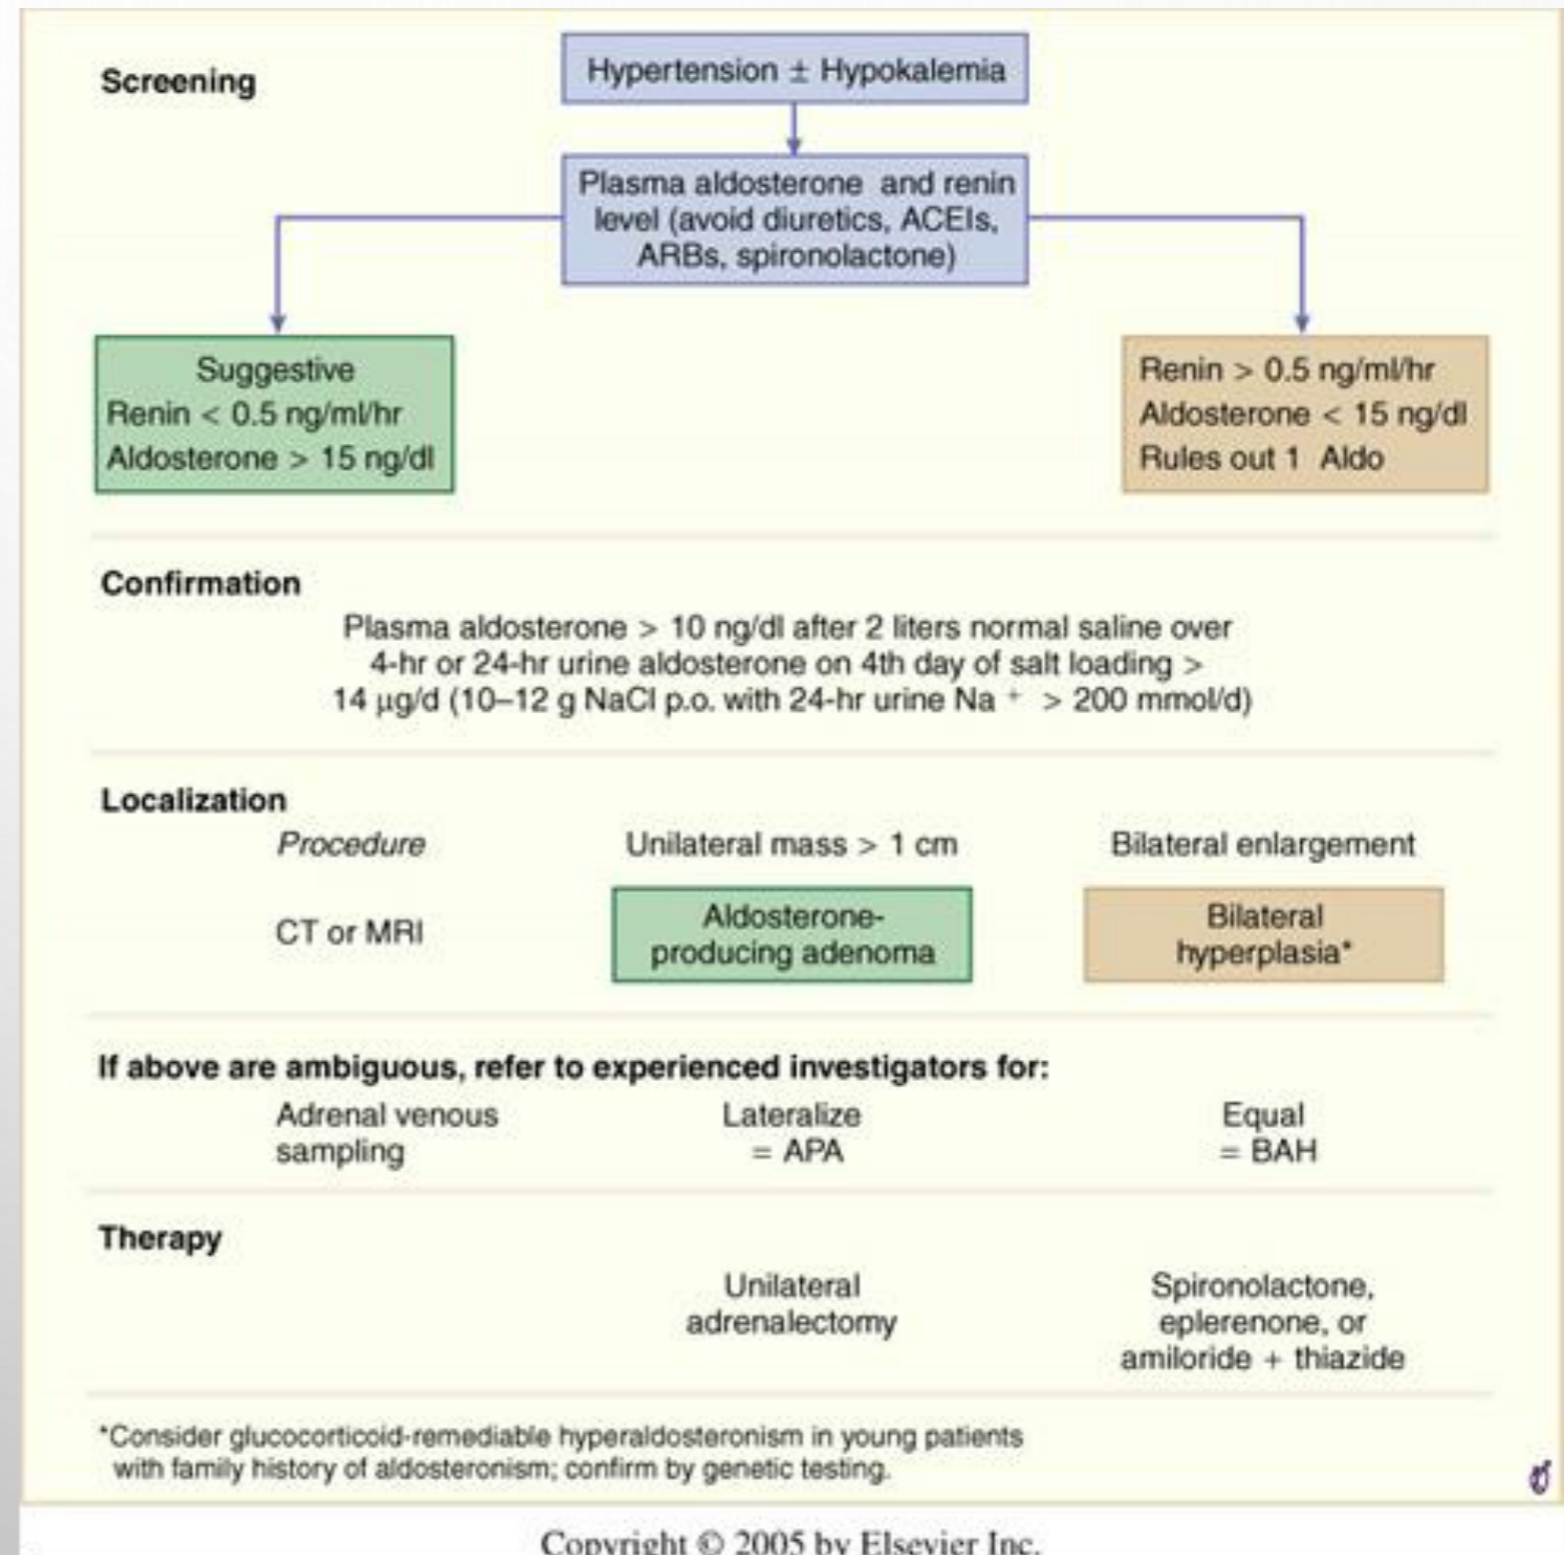 Screening
Hypertension ± Hypokalemia
Plasma aldosterone and renin
level (avoid diuretics, ACEIs,
ARBs, spironolactone)
Suggestive
Renin < 0.5 ng/ml/hr
Aldosterone > 15 ng/dl
Renin > 0.5 ng/ml/hr
Aldosterone < 15 ng/dl
Rules out 1 Aldo
Confirmation
Plasma aldosterone > 10 ng/dl after 2 liters normal saline over
4-hr or 24-hr urine aldosterone on 4th day of salt loading >
14 µg/d (10–12 g NaCl p.o. with 24-hr urine Na + > 200 mmol/d)
Localization
Procedure Unilateral mass > 1 cm Bilateral enlargement
CT or MRI
Aldosterone-
producing adenoma
Bilateral
hyperplasia*
If above are ambiguous, refer to experienced investigators for:
Adrenal venous
sampling
Lateralize
= APA
Equal
= BAH
Therapy
Unilateral
adrenalectomy
Spironolactone,
eplerenone, or
amiloride + thiazide
*Consider glucocorticoid-remediable hyperaldosteronism in young patients
with family history of aldosteronism; confirm by genetic testing.
Copyright © 2005 by Elsevier Inc.